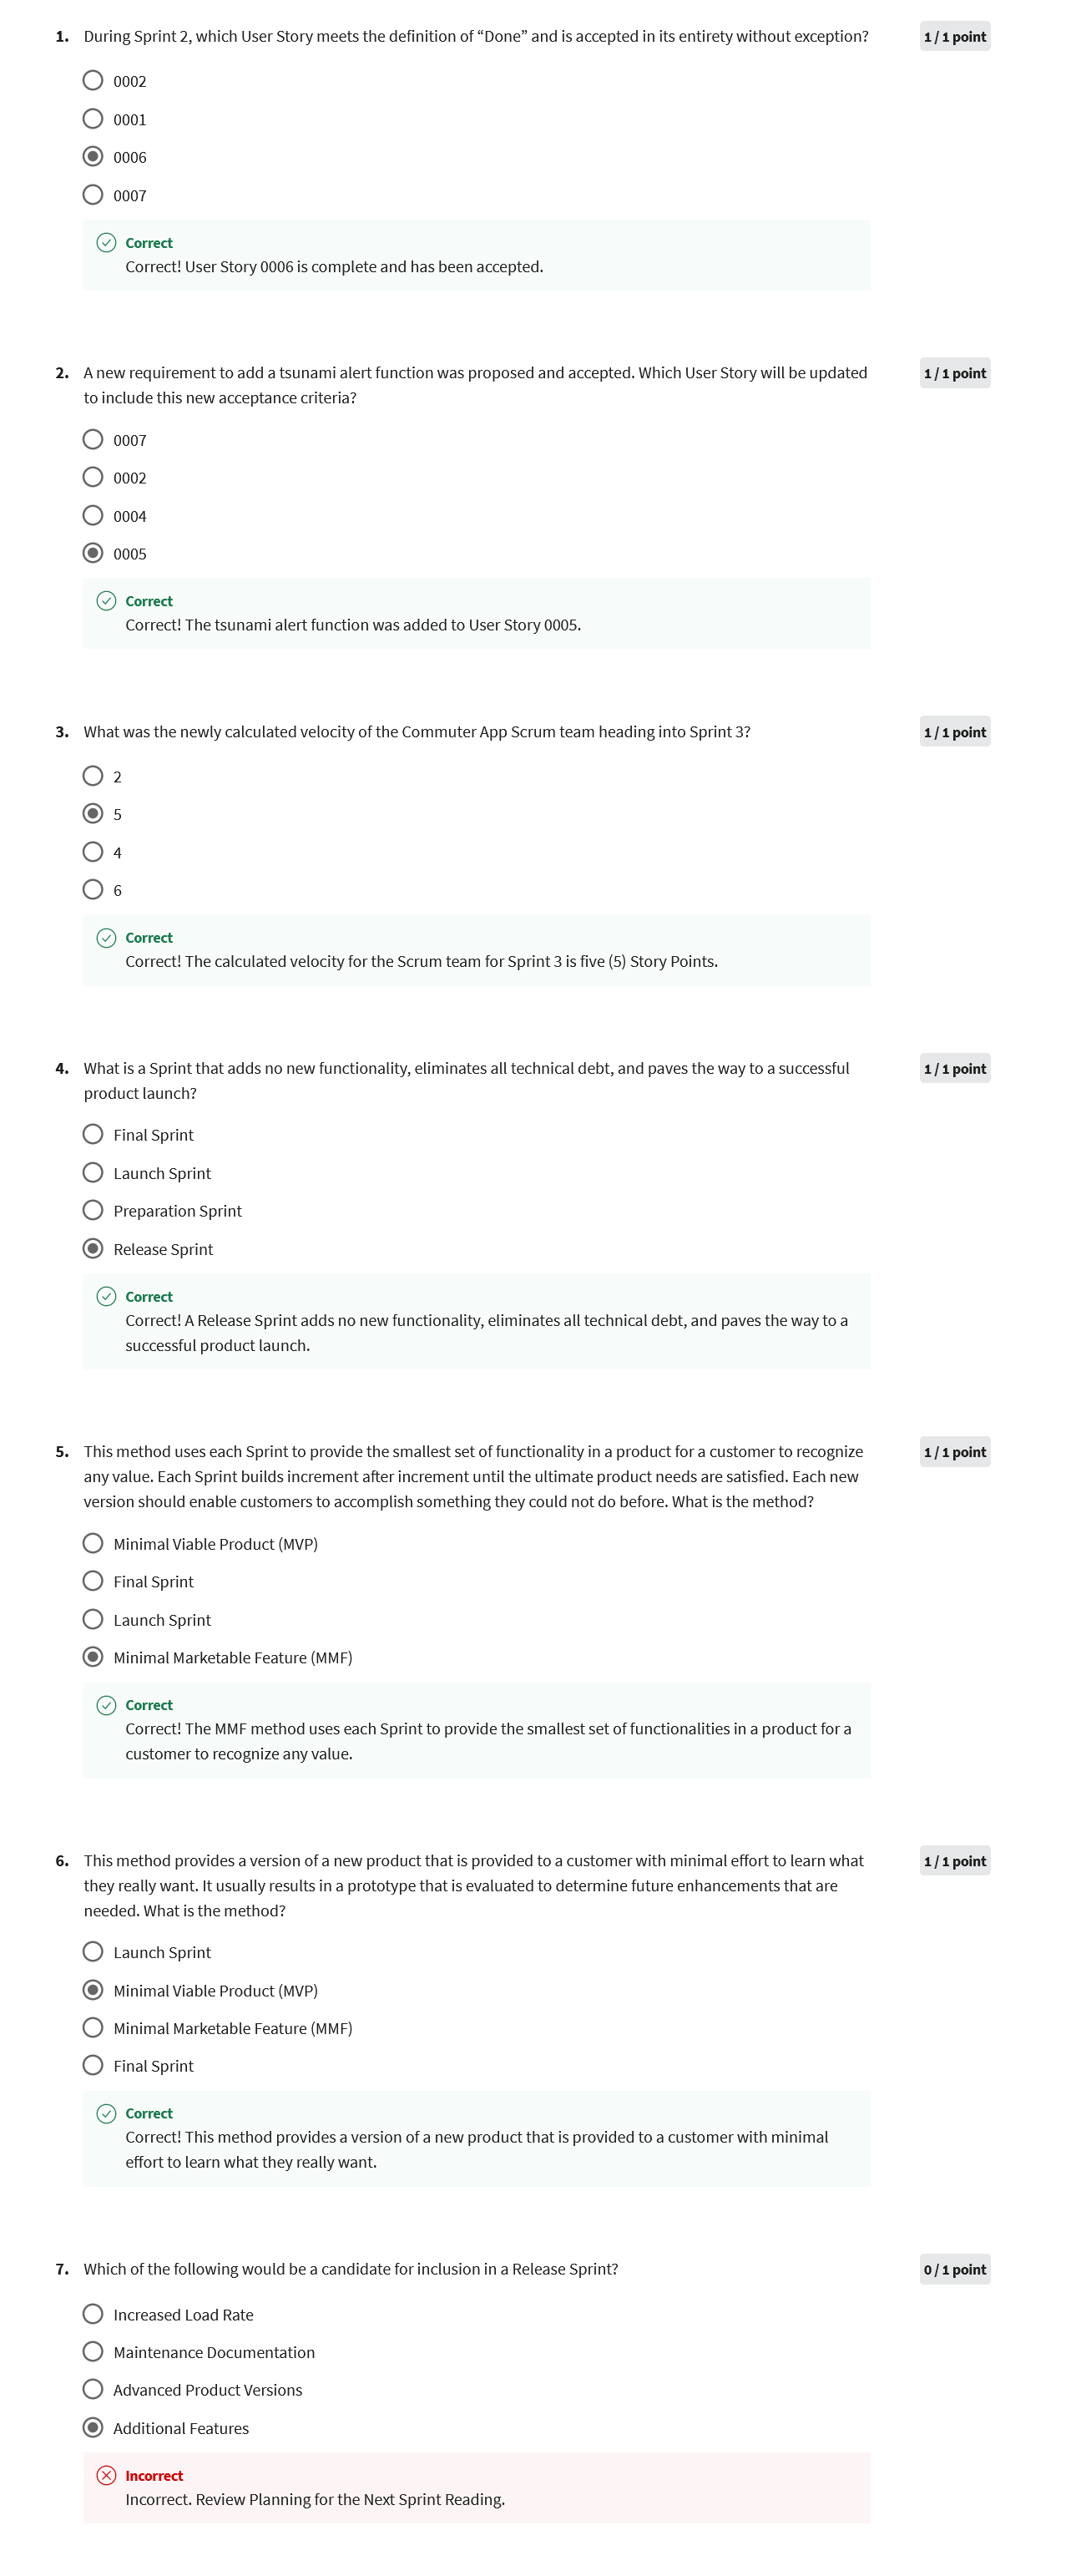 1. During Sprint 2, which User Story meets the definition of “Done” and is accepted in its entirety without exception? 1 / 1 point
0002
0001
0006
0007
Correct
Correct! User Story 0006 is complete and has been accepted.
2. A new requirement to add a tsunami alert function was proposed and accepted. Which User Story will be updated 1 / 1 point
to include this new acceptance criteria?
0007
0002
0004
0005
Correct
Correct! The tsunami alert function was added to User Story 0005.
3. What was the newly calculated velocity of the Commuter App Scrum team heading into Sprint 3? 1 / 1 point
2
5
4
6
Correct
Correct! The calculated velocity for the Scrum team for Sprint 3 is five (5) Story Points.
4. What is a Sprint that adds no new functionality, eliminates all technical debt, and paves the way to a successful 1 / 1 point
product launch?
Final Sprint
Launch Sprint
Preparation Sprint
Release Sprint
Correct
Correct! A Release Sprint adds no new functionality, eliminates all technical debt, and paves the way to a
successful product launch.
5. This method uses each Sprint to provide the smallest set of functionality in a product for a customer to recognize 1 / 1 point
any value. Each Sprint builds increment after increment until the ultimate product needs are satisfied. Each new
version should enable customers to accomplish something they could not do before. What is the method?
Minimal Viable Product (MVP)
Final Sprint
Launch Sprint
Minimal Marketable Feature (MMF)
Correct
Correct! The MMF method uses each Sprint to provide the smallest set of functionalities in a product for a
customer to recognize any value.
6. This method provides a version of a new product that is provided to a customer with minimal effort to learn what 1 / 1 point
they really want. It usually results in a prototype that is evaluated to determine future enhancements that are
needed. What is the method?
Launch Sprint
Minimal Viable Product (MVP)
Minimal Marketable Feature (MMF)
Final Sprint
Correct
Correct! This method provides a version of a new product that is provided to a customer with minimal
effort to learn what they really want.
7. Which of the following would be a candidate for inclusion in a Release Sprint? 0 / 1 point
Increased Load Rate
Maintenance Documentation
Advanced Product Versions
Additional Features
Incorrect
Incorrect. Review Planning for the Next Sprint Reading.